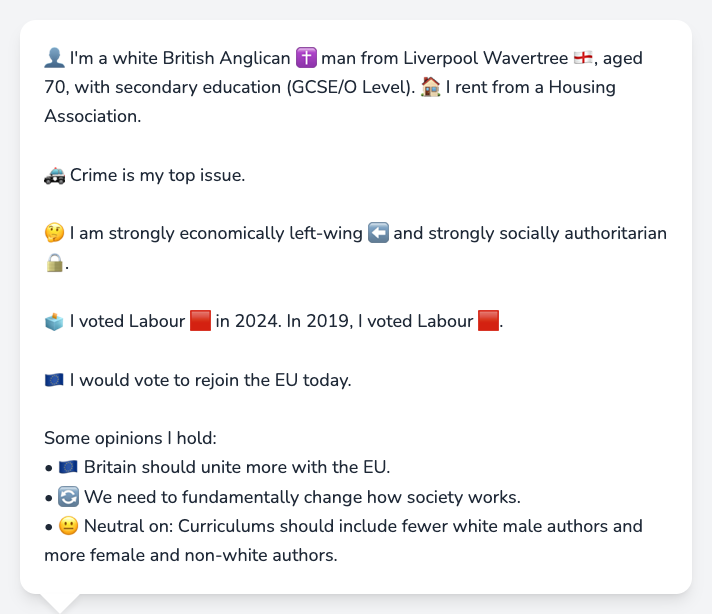 👤 I'm a white British Anglican ✝️ man from Liverpool Wavertree 🏴󠁧󠁢󠁥󠁮󠁧󠁿, aged
70, with secondary education (GCSE/O Level). 🏠 I rent from a Housing
Association.
🚓 Crime is my top issue.
🤔 I am strongly economically left-wing ⬅️ and strongly socially authoritarian
🔒.
🗳️ I voted Labour 🟥 in 2024. In 2019, I voted Labour 🟥.
🇪🇺 I would vote to rejoin the EU today.
Some opinions I hold:
• 🇪🇺 Britain should unite more with the EU.
• 🔄 We need to fundamentally change how society works.
• 😐 Neutral on: Curriculums should include fewer white male authors and
more female and non-white authors.